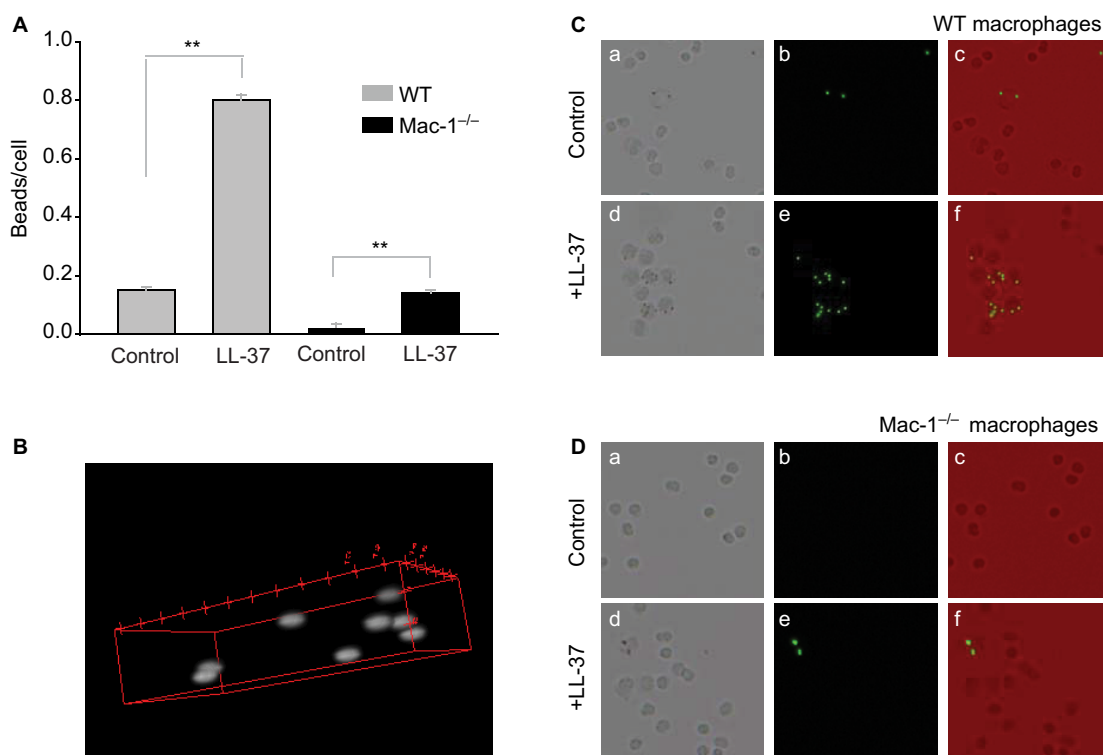 A
1.0
0.8
0.6
0.4
0.2
0.0
Beads/cell
**
**
WT
Mac-1–/–
Control
LL-37
Control
LL-37
B
C
WT macrophages
Control
a
b
c
+LL-37
d
e
f
D
Mac-1–/– macrophages
Control
a
b
c
+LL-37
d
e
f